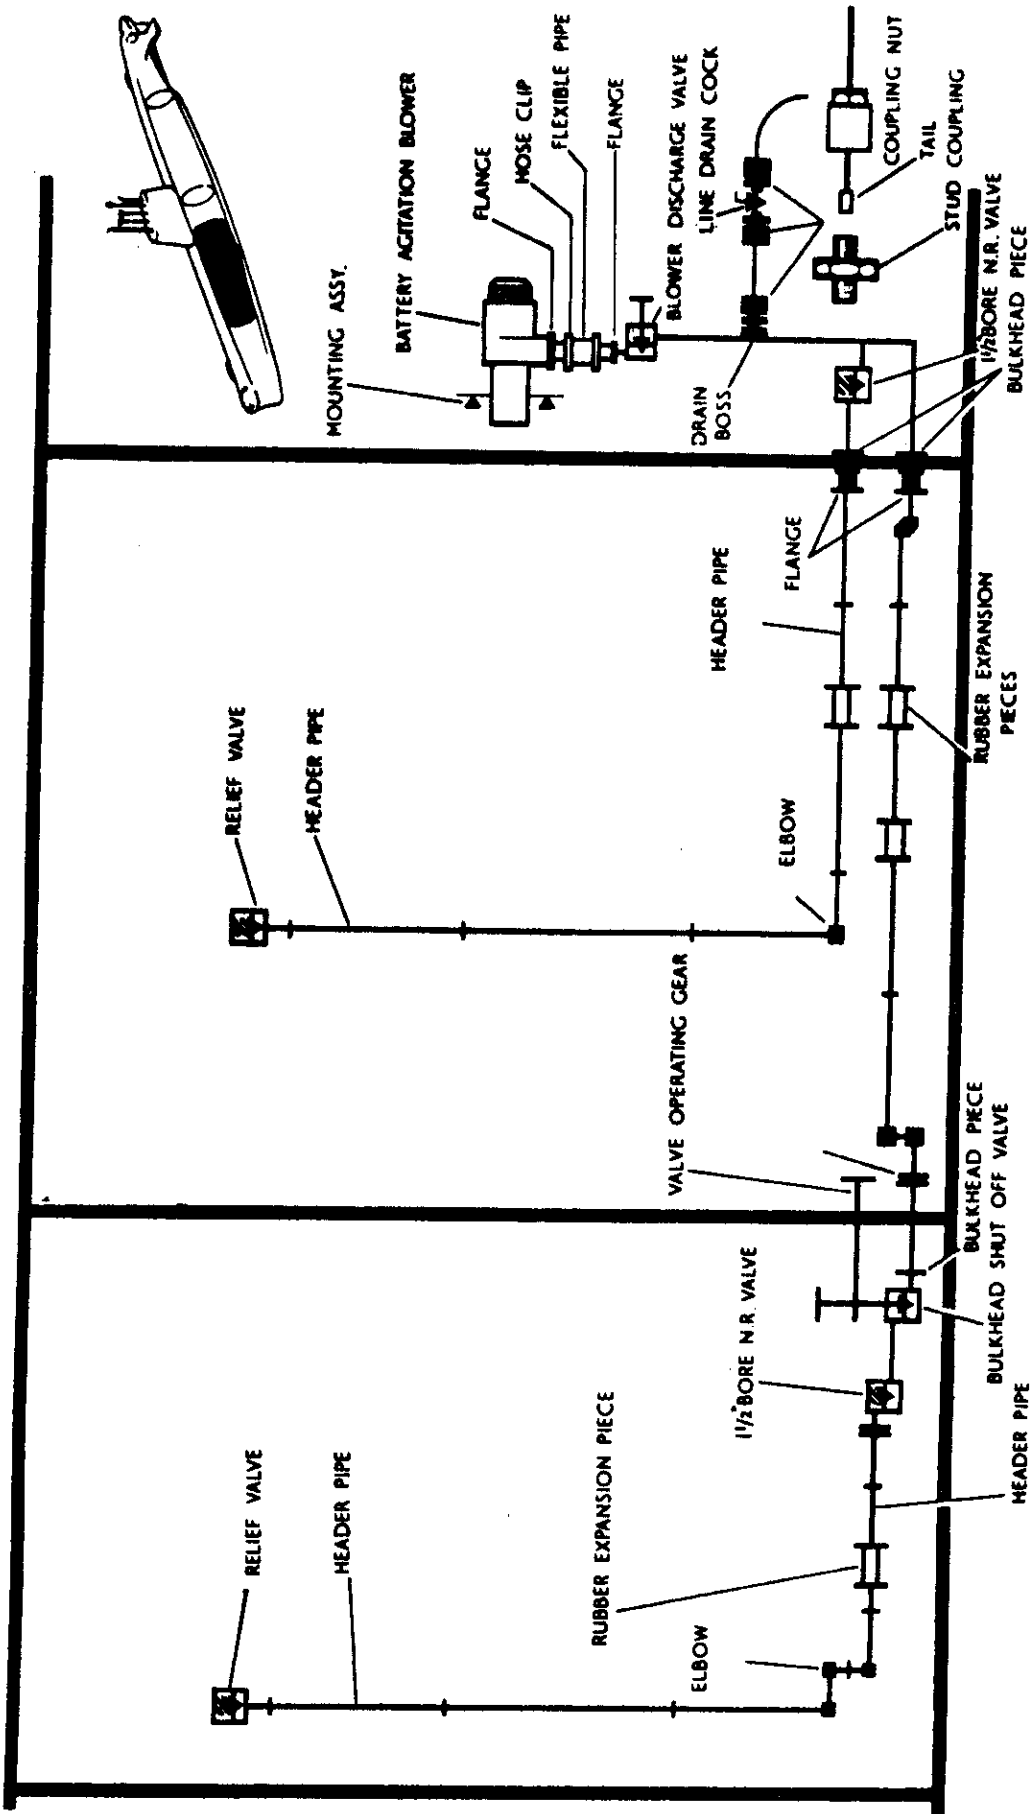 MOUNTING ASSY.
BATTERY AGITATION BLOWER
FLANGE
HOSE CLIP
FLEXIBLE PIPE
FLANGE
BLOWER DISCHARGE VALVE
LINE DRAIN COCK
COUPLING NUT
TAIL
STUD COUPLING
1½" BORE N.R. VALVE
BULKHEAD PIECE
DRAIN
BOSS
FLANGE
HEADER PIPE
RUBBER EXPANSION
PIECES
RELIEF VALVE
HEADER PIPE
ELBOW
VALVE OPERATING GEAR
BULKHEAD PIECE
BULKHEAD SHUT OFF VALVE
1½" BORE N.R. VALVE
HEADER PIPE
RELIEF VALVE
HEADER PIPE
RUBBER EXPANSION PIECE
ELBOW